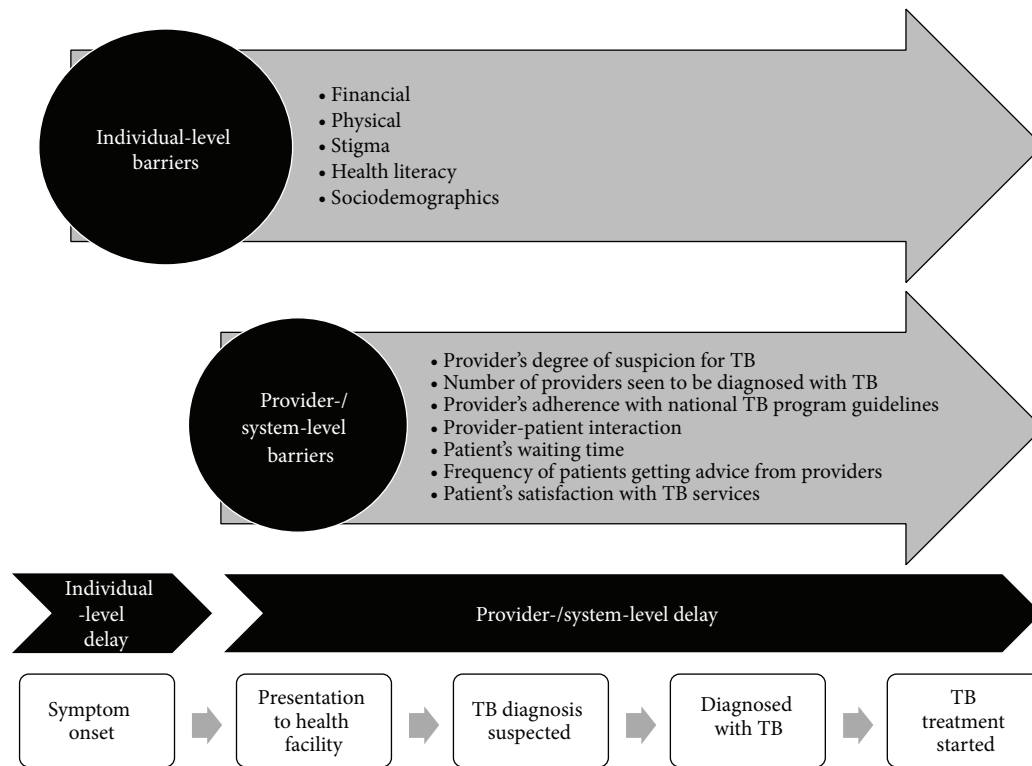 Individual-level
barriers
• Financial
• Physical
• Stigma
• Health literacy
• Sociodemographics
Provider-/
system-level
barriers
• Provider’s degree of suspicion for TB
• Number of providers seen to be diagnosed with TB
• Provider’s adherence with national TB program guidelines
• Provider-patient interaction
• Patient’s waiting time
• Frequency of patients getting advice from providers
• Patient’s satisfaction with TB services
Individual
-level
delay
Provider-/system-level delay
Symptom
onset
Presentation
to health
facility
TB diagnosis
suspected
Diagnosed
with TB
TB
treatment
started